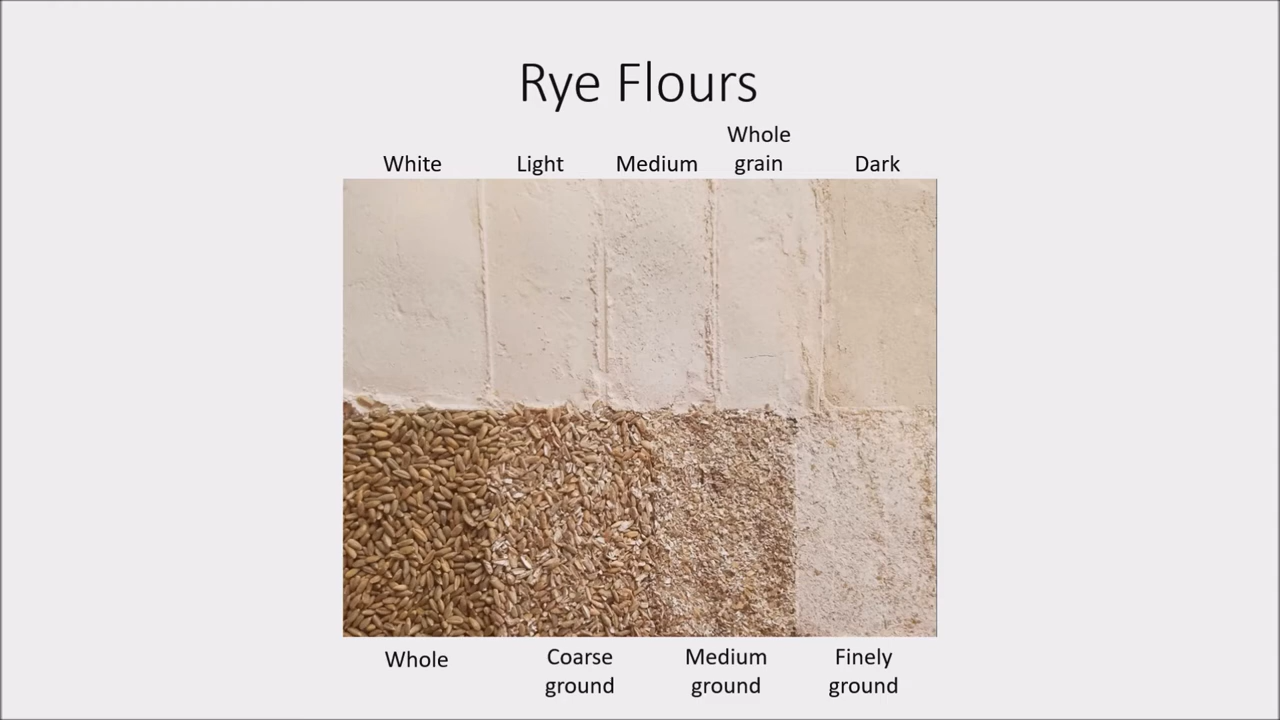 Rye Flours
White
Light
Medium
Whole
grain
Dark
Whole
Coarse
ground
Medium
ground
Finely
ground